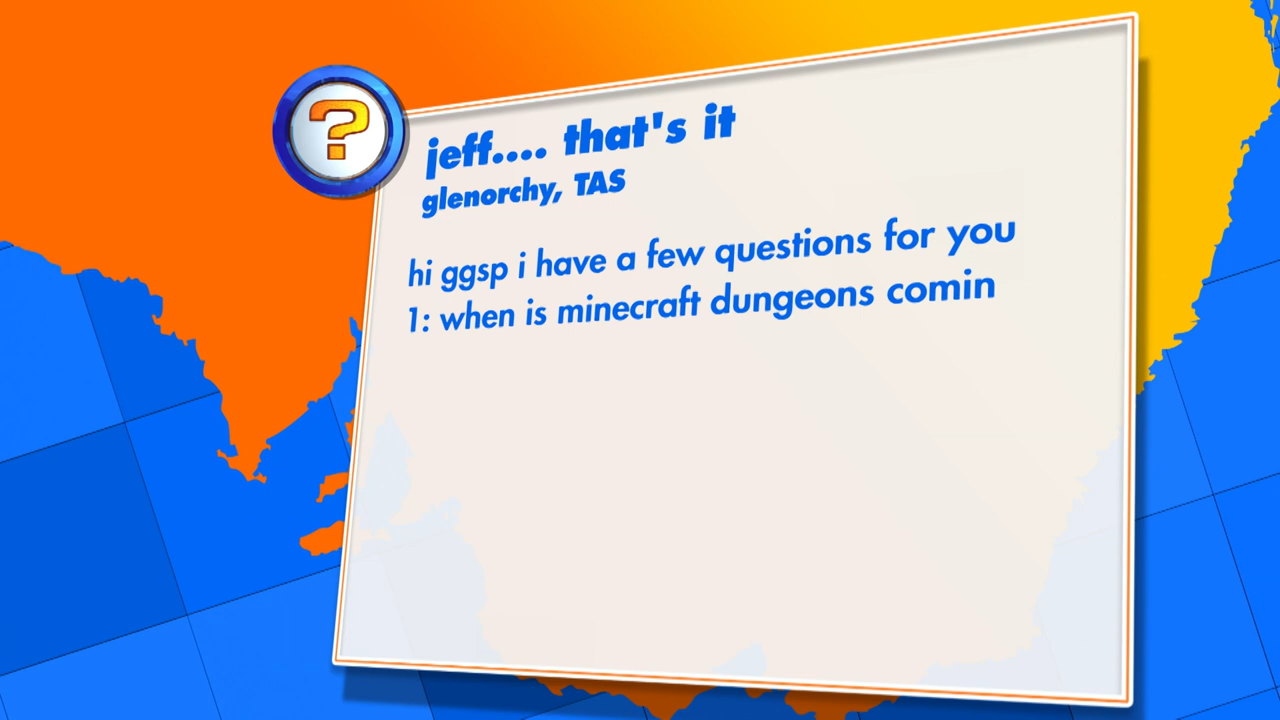 ?
jeff.... that's it
glenorchy, TAS
hi ggsp i have a few questions for you
1: when is minecraft dungeons comin